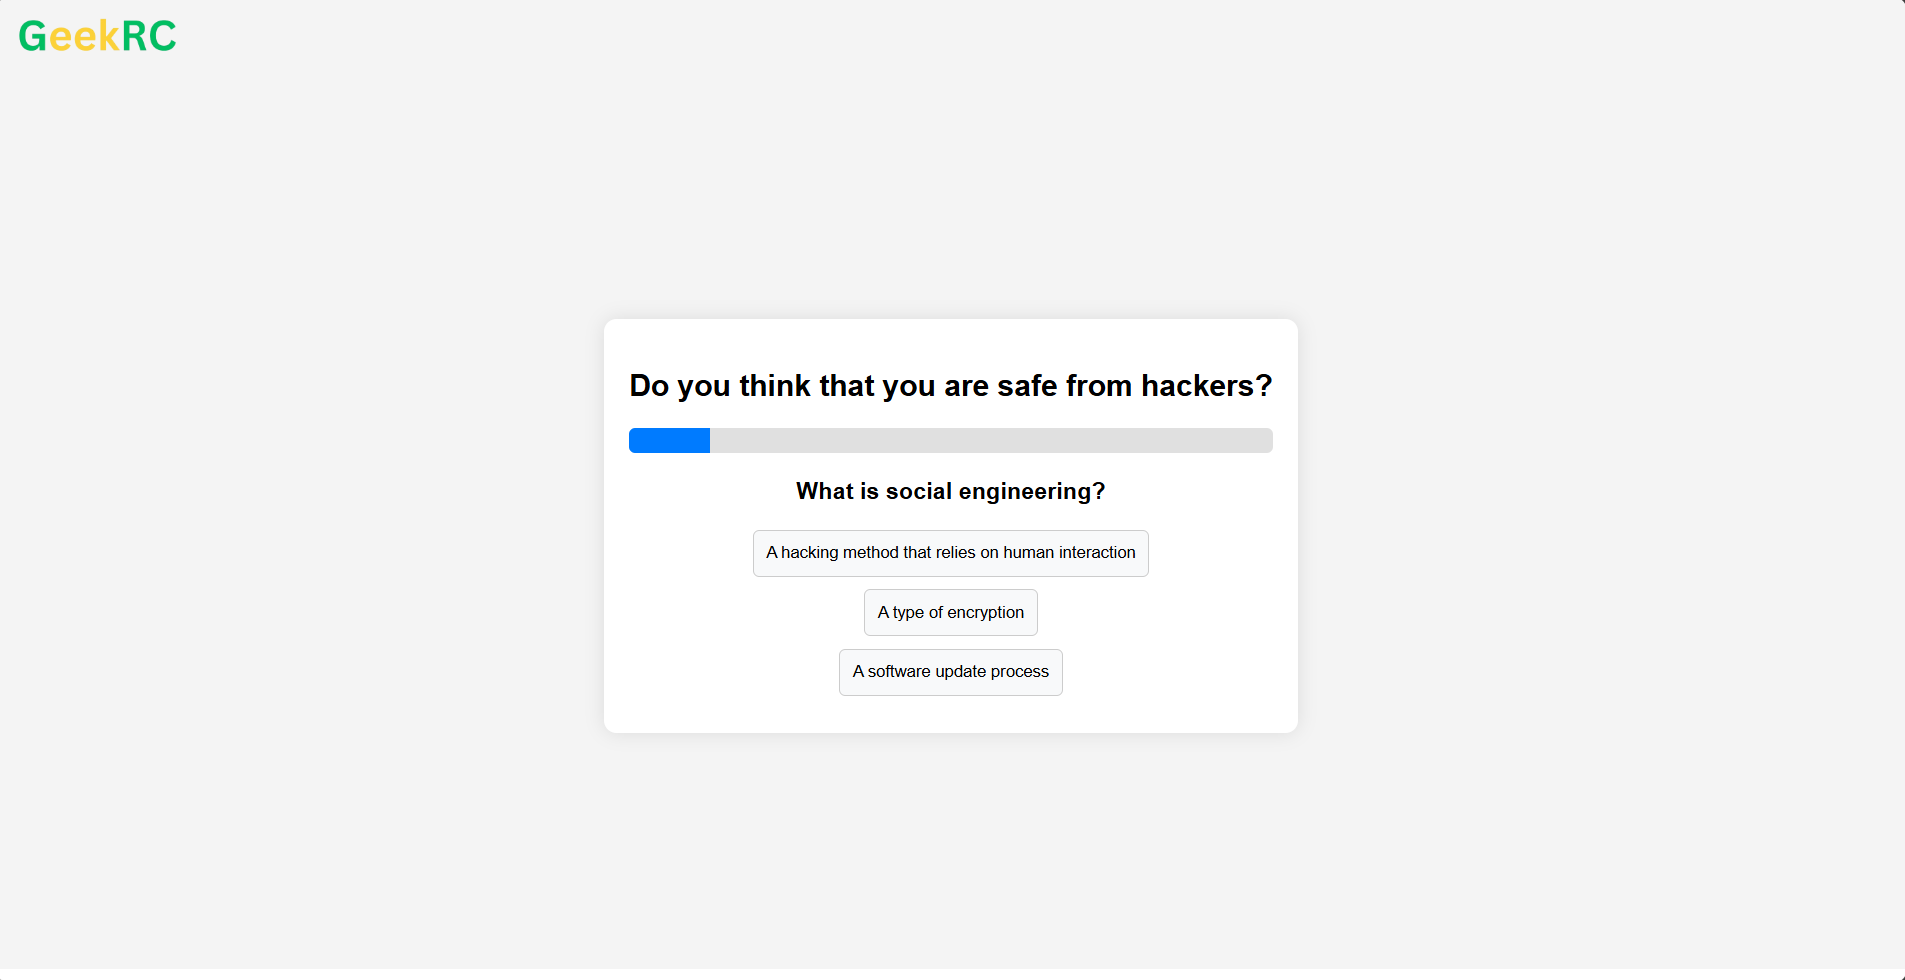 GeekRC
Do you think that you are safe from hackers?
What is social engineering?
A hacking method that relies on human interaction
A type of encryption
A software update process